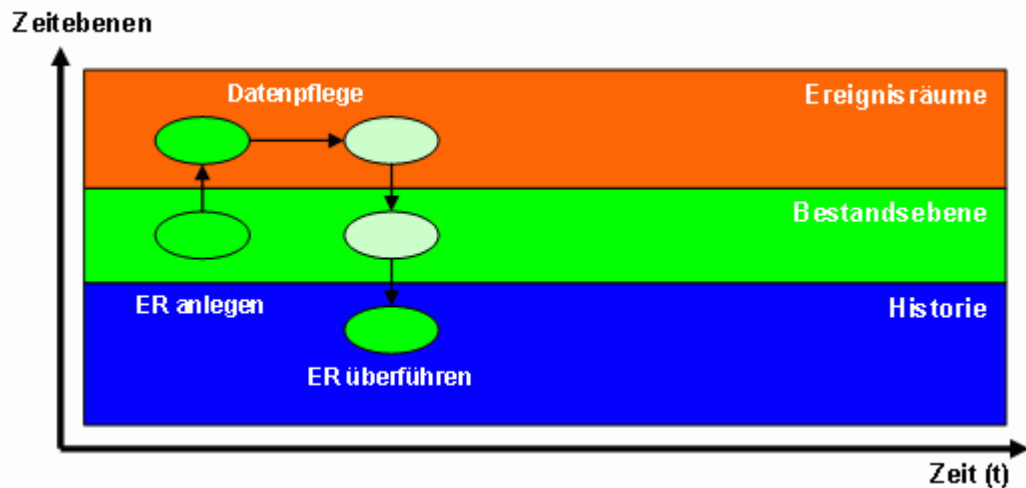 Zeitebenen
Datenpflege
Ereignisräume
Bestandsebene
ER anlegen
Historie
ER überführen
Zeit (t)